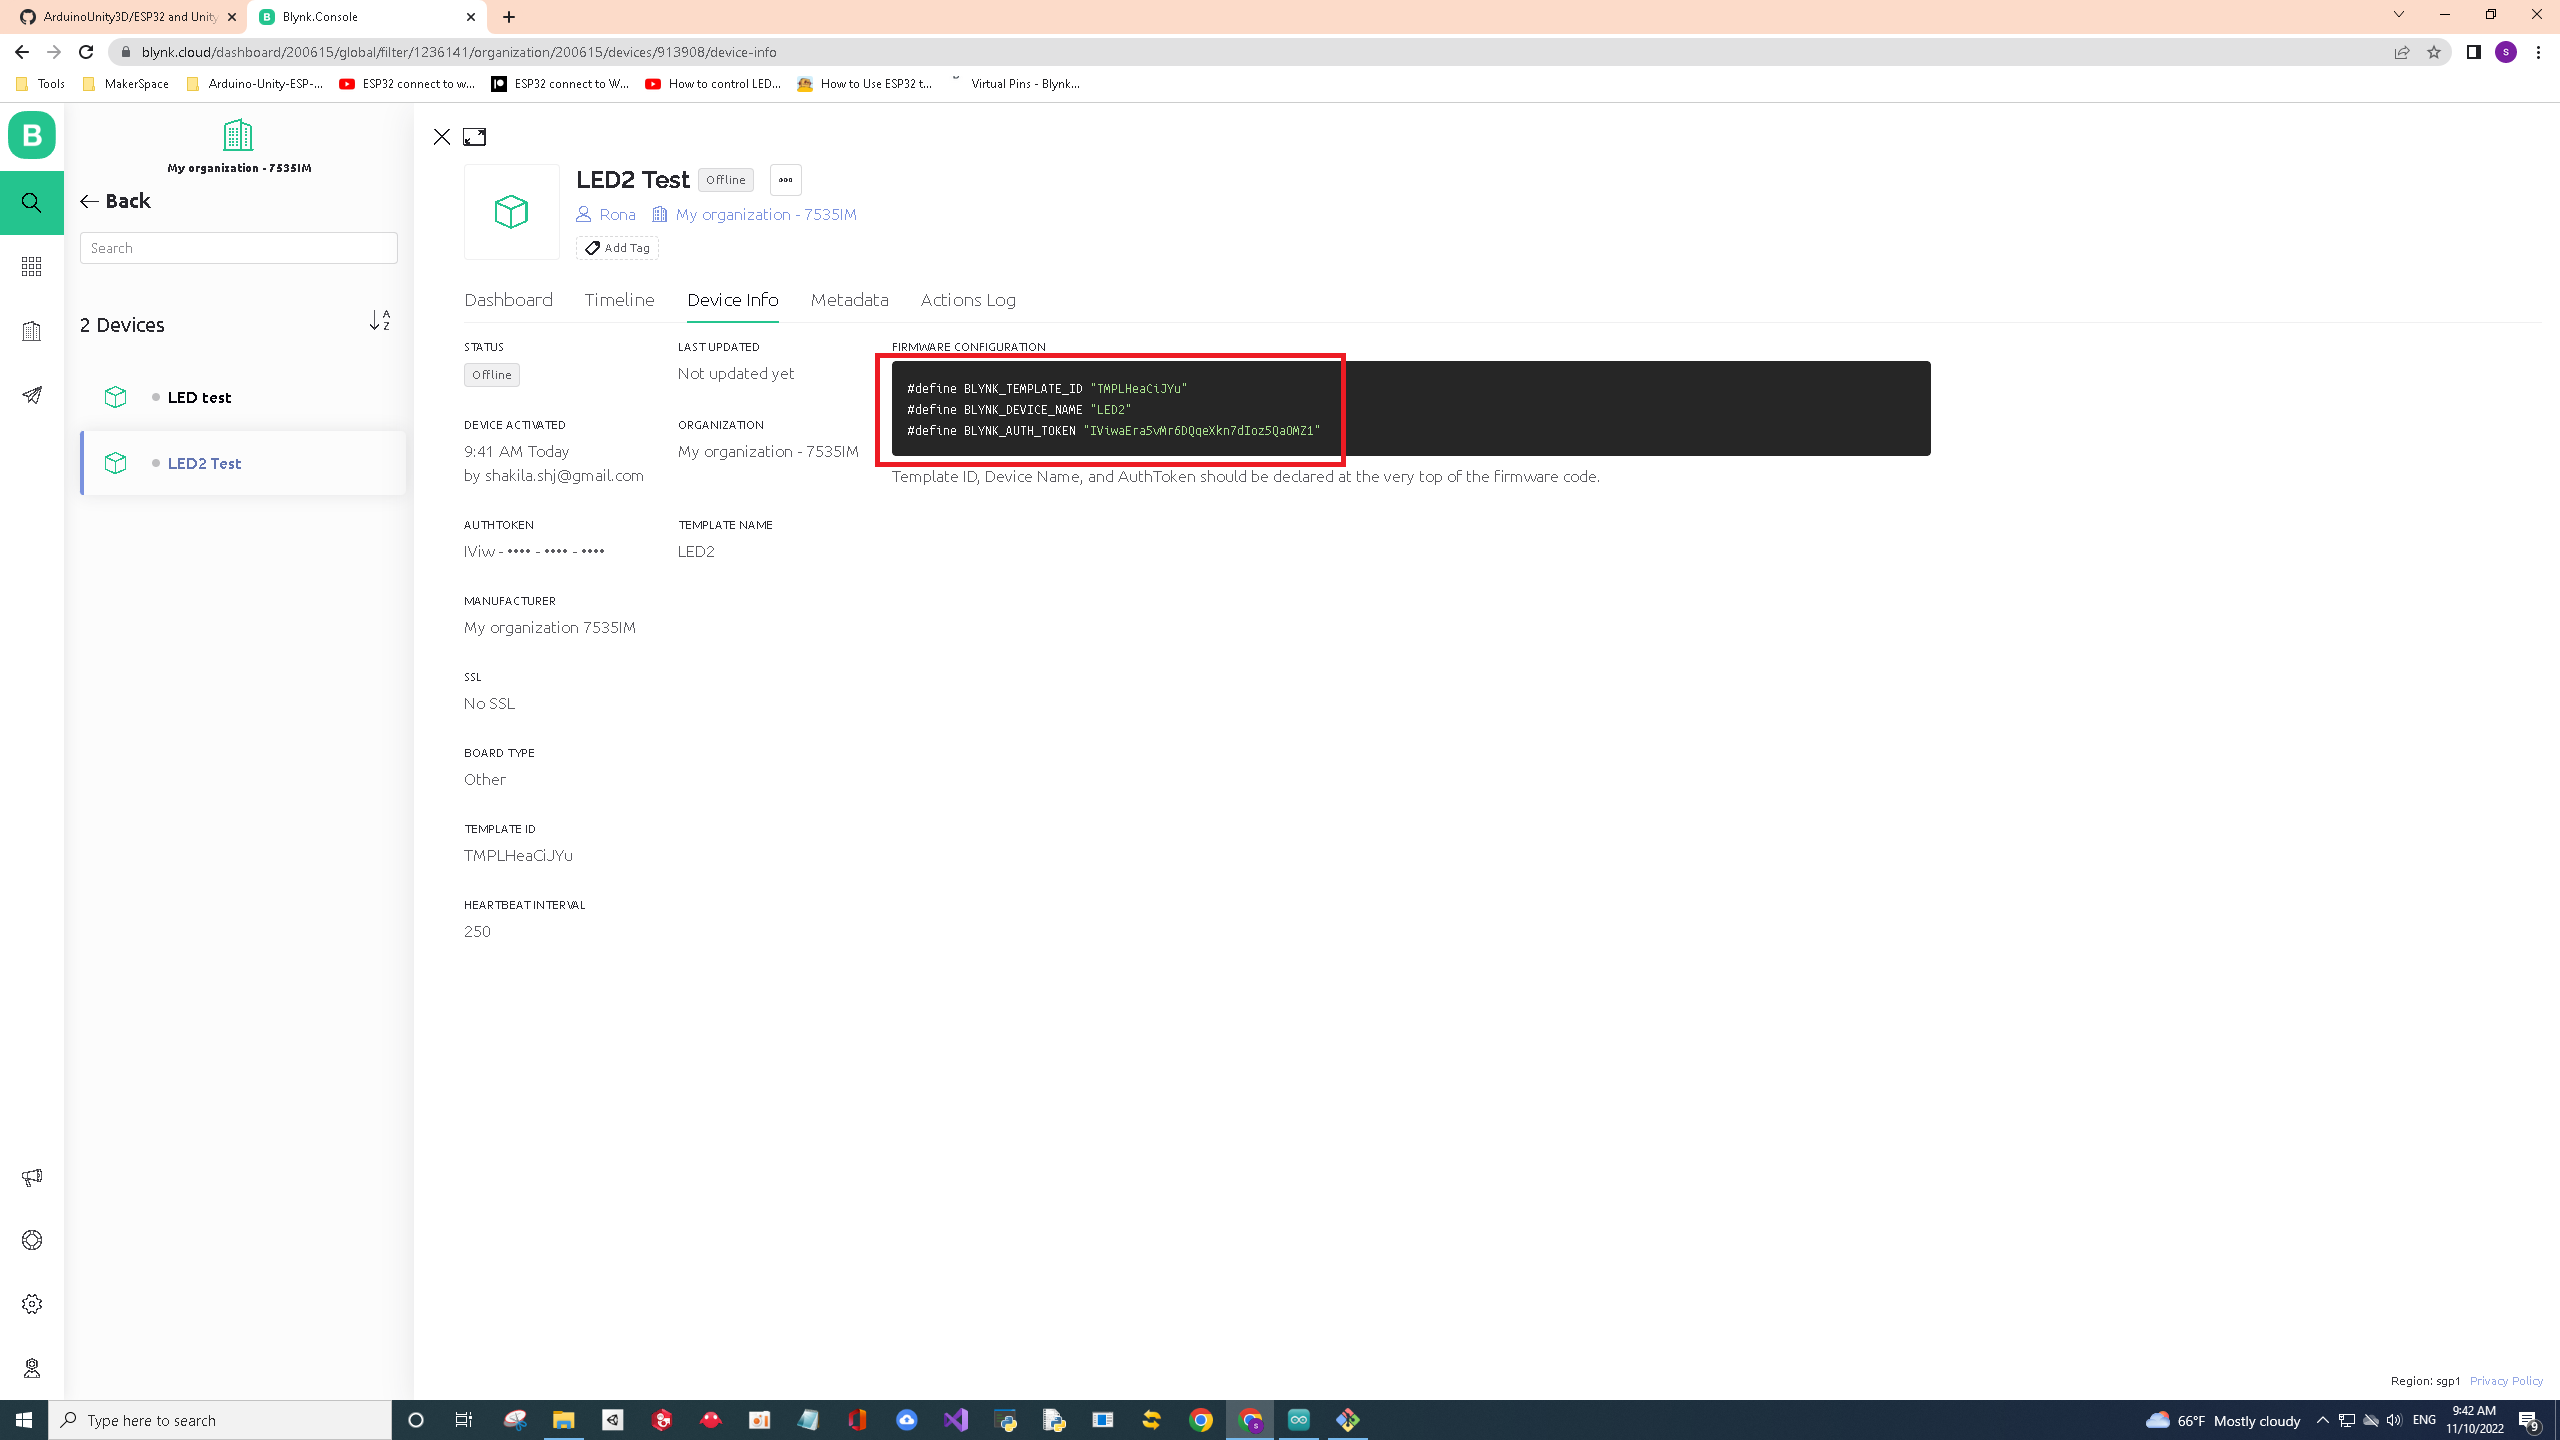 ArduinoUnity3D/ESP32 and Unity
Blynk.Console
blynk.cloud/dashboard/200615/global/filter/1236141/organization/200615/devices/913908/device-info
S
Tools
MakerSpace
Arduino-Unity-ESP-...
ESP32 connect to w...
ESP32 connect to W...
How to control LED...
How to Use ESP32 t...
Virtual Pins - Blynk...
B
My organization - 7535IM
Back
Search
2 Devices
A
Z
LED test
LED2 Test
LED2 Test
Offline
Rona
My organization - 7535IM
Add Tag
Dashboard
Timeline
Device Info
Metadata
Actions Log
STATUS
Offline
LAST UPDATED
Not updated yet
DEVICE ACTIVATED
9:41 AM Today
by shakila.shj@gmail.com
ORGANIZATION
My organization - 7535IM
AUTHTOKEN
IViw - •••• - •••• - ••••
TEMPLATE NAME
LED2
MANUFACTURER
My organization 7535IM
SSL
No SSL
BOARD TYPE
Other
TEMPLATE ID
TMPLHeaCiJYu
HEARTBEAT INTERVAL
250
FIRMWARE CONFIGURATION
#define BLYNK_TEMPLATE_ID "TMPLHeaCiJYu"
#define BLYNK_DEVICE_NAME "LED2"
#define BLYNK_AUTH_TOKEN "IViwaEra5vMr6DQqeXkn7dIoz5QaOMZ1"
Template ID, Device Name, and AuthToken should be declared at the very top of the firmware code.
Region: sgp1
Privacy Policy
Type here to search
66°F Mostly cloudy
ENG
9:42 AM
11/10/2022
9